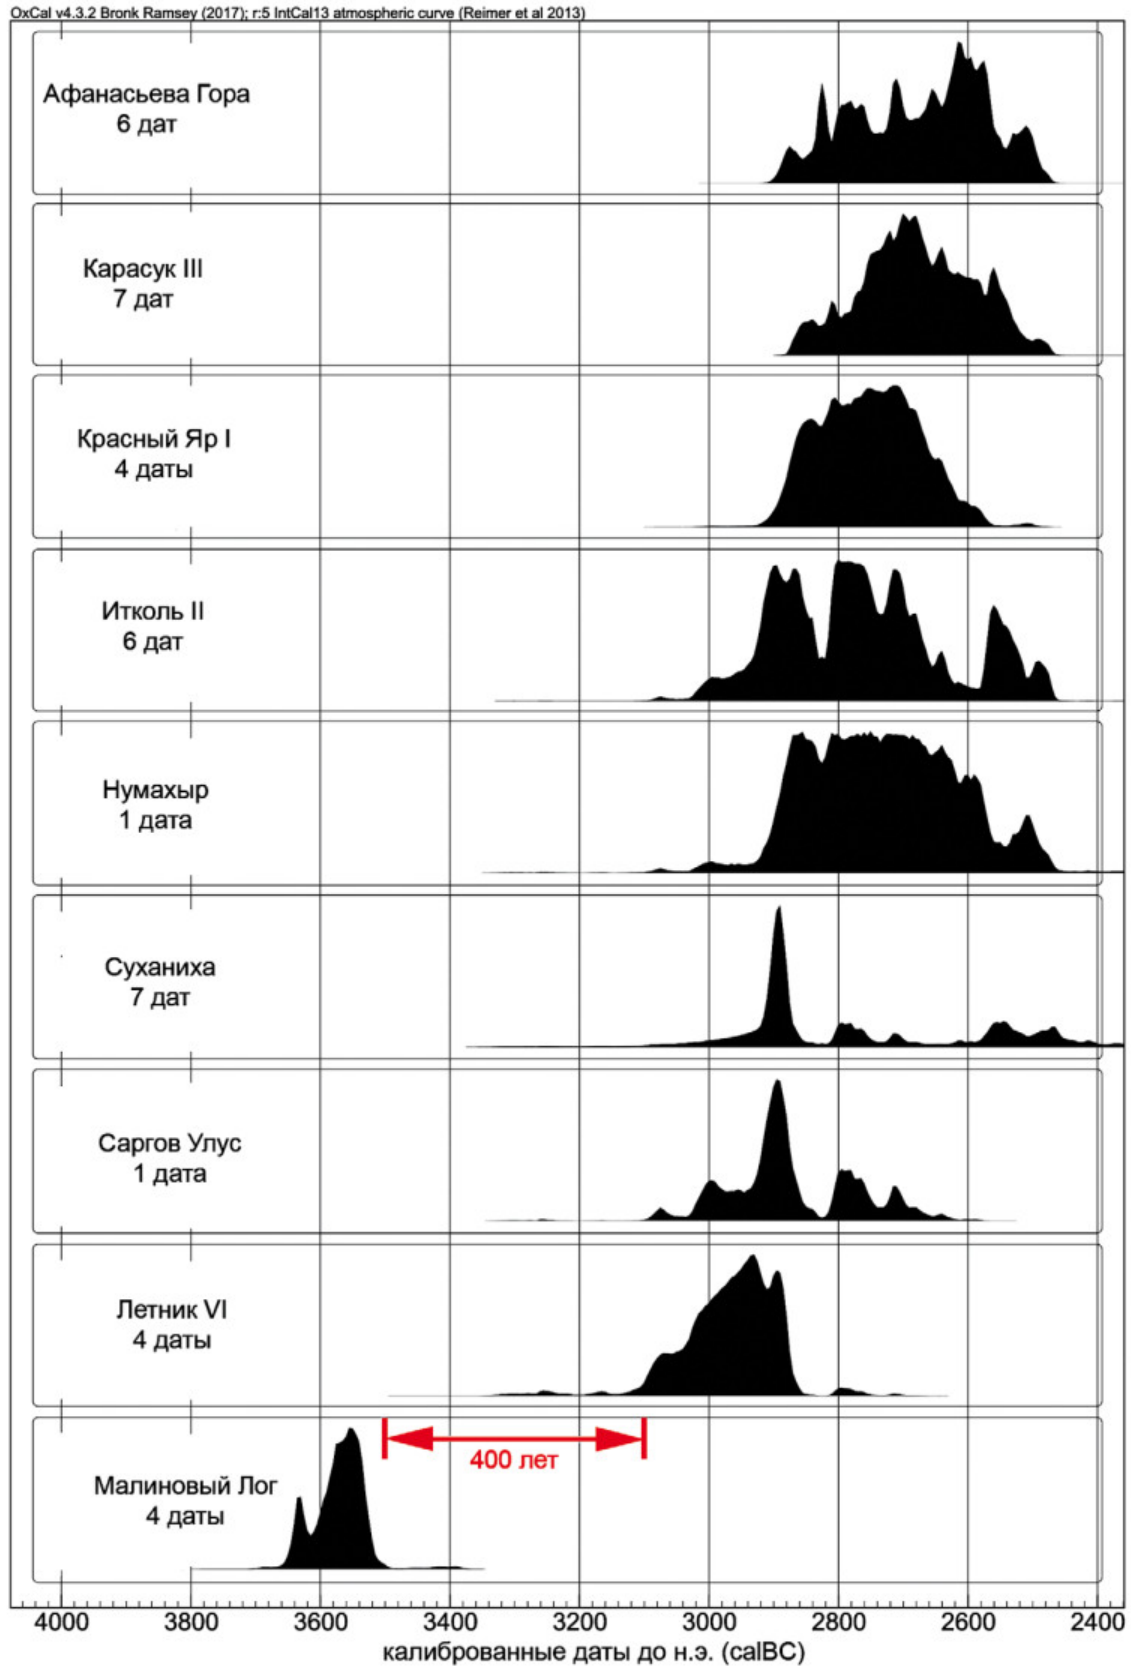 OxCal v4.3.2 Bronk Ramsey (2017); r:5 IntCal13 atmospheric curve (Reimer et al 2013)
Афанасьева Гора
6 дат
Карасук III
7 дат
Красный Яр I
4 даты
Итколь II
6 дат
Нумахыр
1 дата
Суханиха
7 дат
Саргов Улус
1 дата
Летник VI
4 даты
400 лет
Малиновый Лог
4 даты
4000 3800 3600 3400 3200 3000 2800 2600 2400
калиброванные даты до н.э. (calBC)